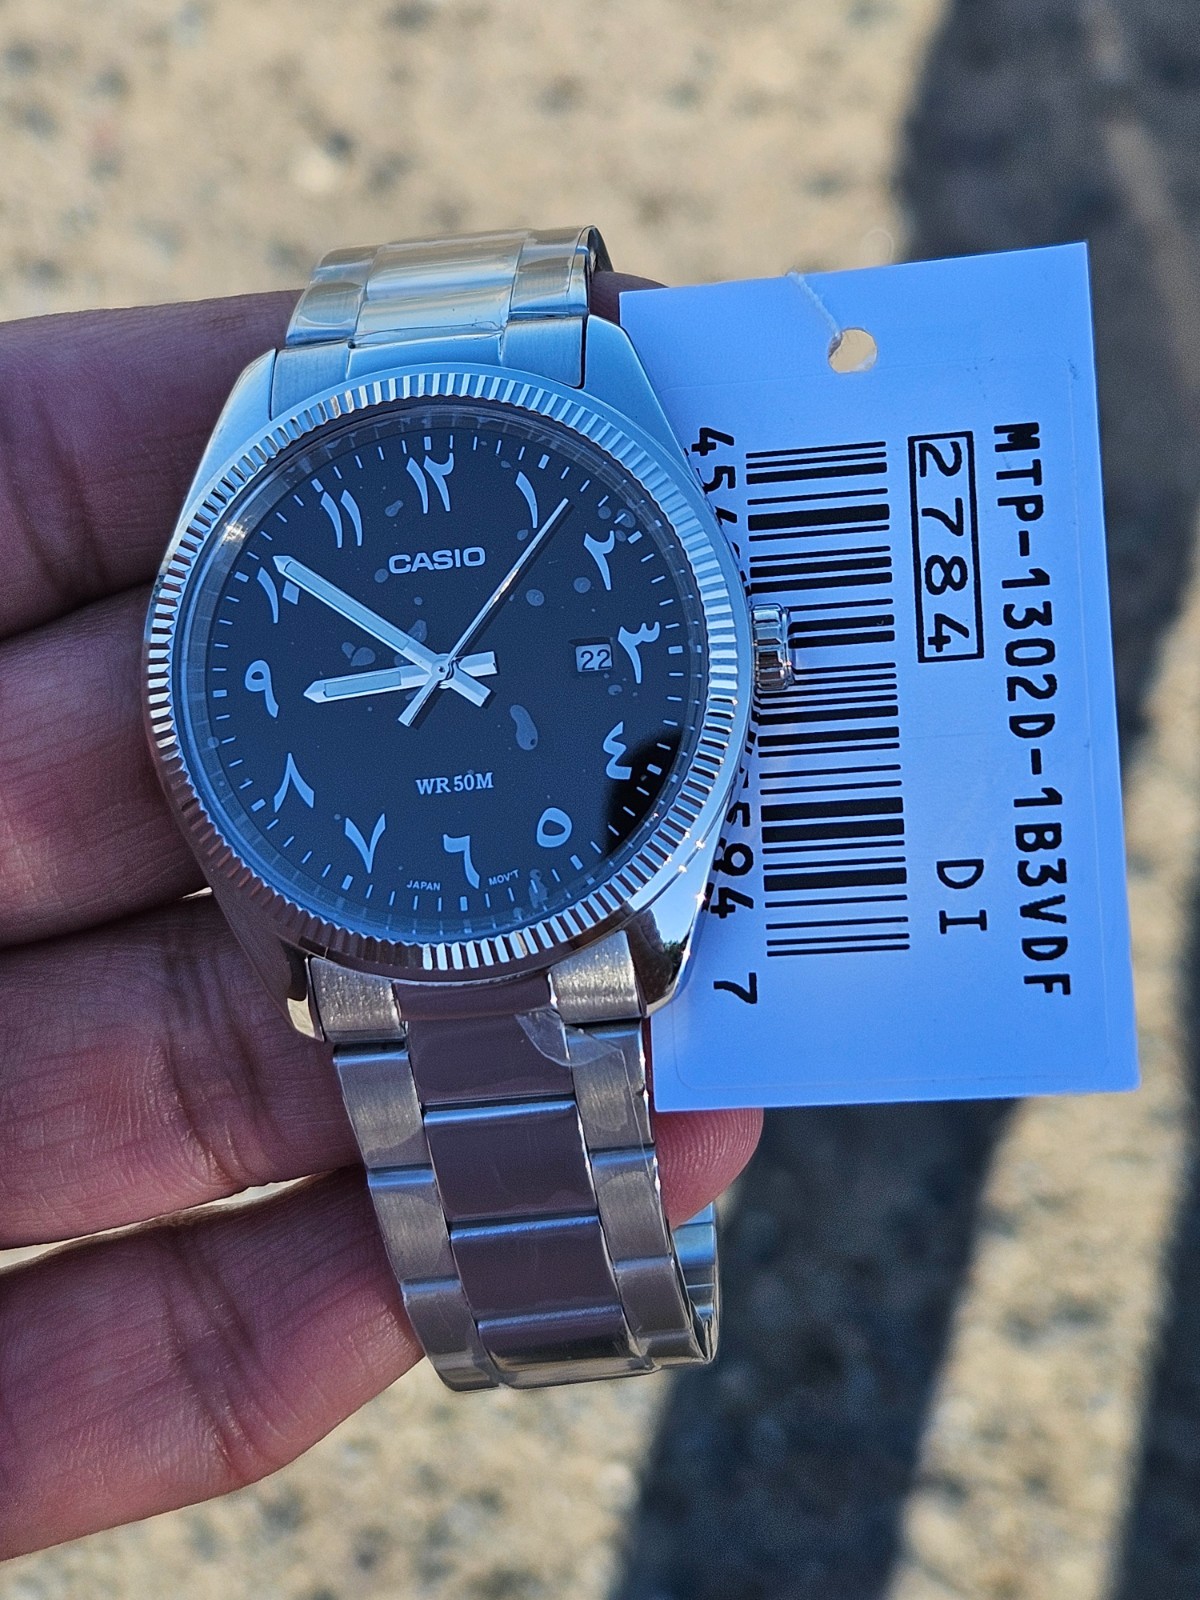 ١٢
١
٢
٣
٤
٥
٦
٧
٨
٩
١٠
١١
CASIO
22
WR 50M
JAPAN MOV'T
MTP-1302D-1B3VDF
2784 DI